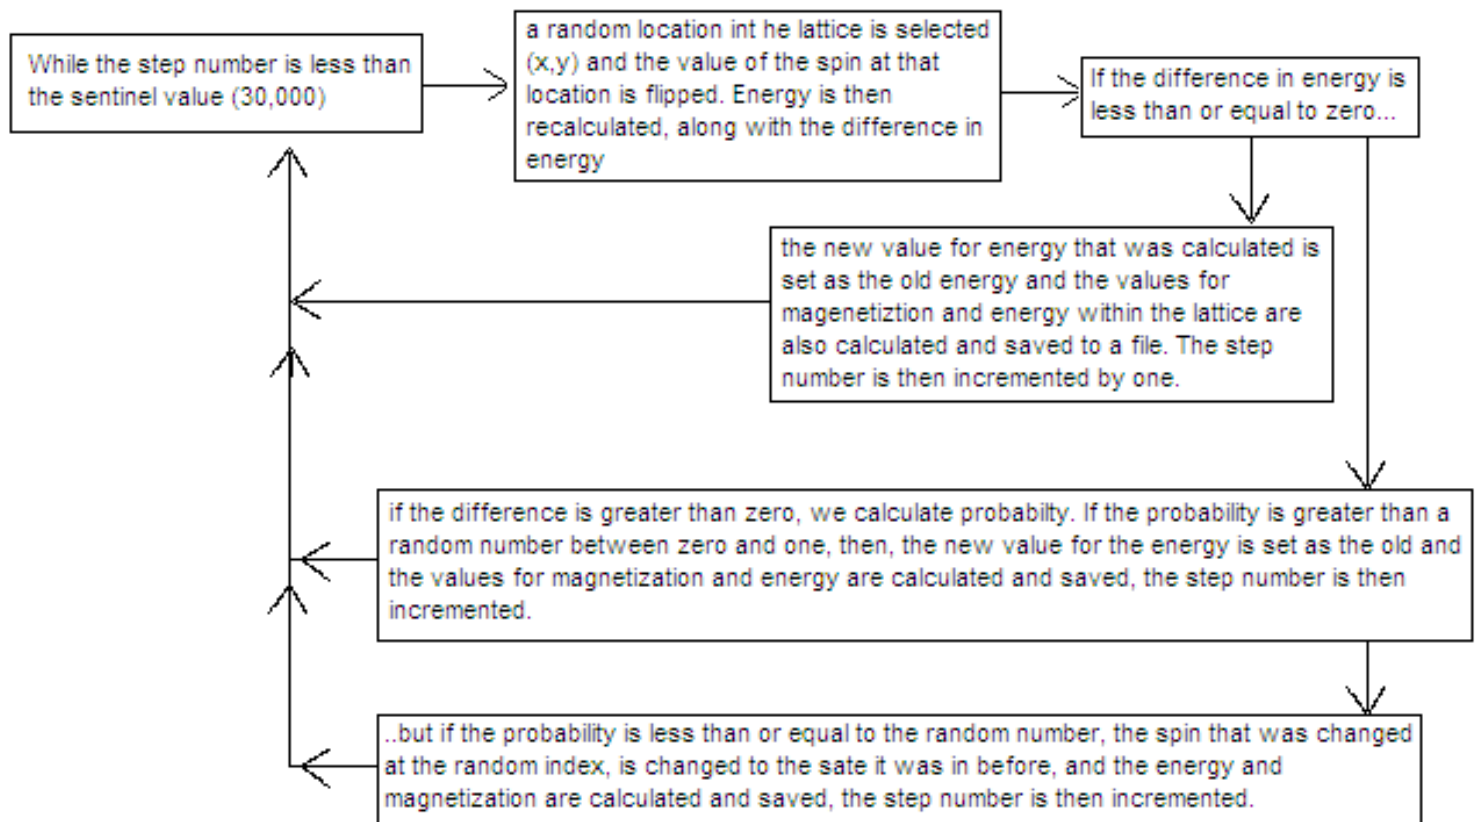 While the step number is less than
the sentinel value (30,000)
a random location int he lattice is selected
(x,y) and the value of the spin at that
location is flipped. Energy is then
recalculated, along with the difference in
energy
If the difference in energy is
less than or equal to zero...
the new value for energy that was calculated is
set as the old energy and the values for
magenetiztion and energy within the lattice are
also calculated and saved to a file. The step
number is then incremented by one.
if the difference is greater than zero, we calculate probabilty. If the probability is greater than a
random number between zero and one, then, the new value for the energy is set as the old and
the values for magnetization and energy are calculated and saved, the step number is then
incremented.
..but if the probability is less than or equal to the random number, the spin that was changed
at the random index, is changed to the sate it was in before, and the energy and
magnetization are calculated and saved, the step number is then incremented.